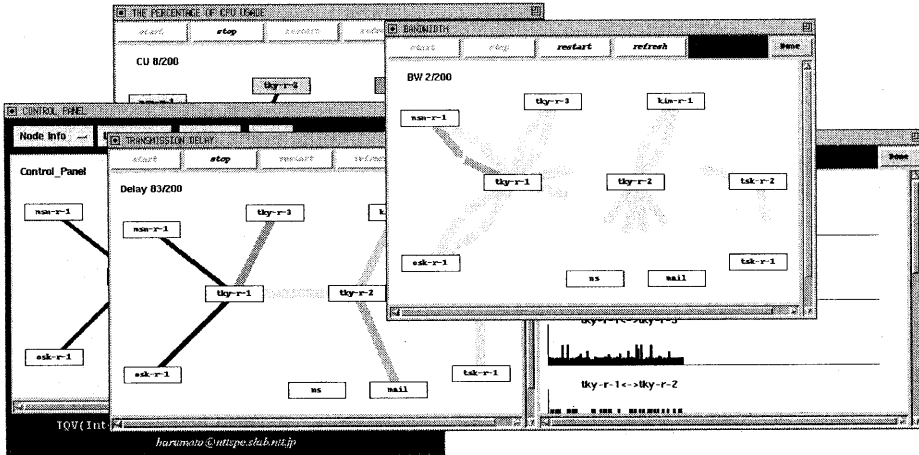 THE PERCENTAGE OF CPU USAGE
start stop restart
CU 8/200
tky-r-3
BANDWIDTH
start stop restart refresh Done
BW 2/200
msn-r-1
tky-r-3
kim-r-1
tky-r-1
tky-r-2
tsk-r-2
osk-r-1
ns
mail
tsk-r-1
CONTROL PANEL
Node Info
Control_Panel
msn-r-1
osk-r-1
TRANSMISSION DELAY
start stop restart
Delay 83/200
msn-r-1
tky-r-3
tky-r-1
tky-r-2
osk-r-1
ns
mail
tsk-r-1
Done
tky-r-1<->tky-r-3
tky-r-1<->tky-r-2
TQV(Int
harumoto@nttspe.slab.ntt.jp